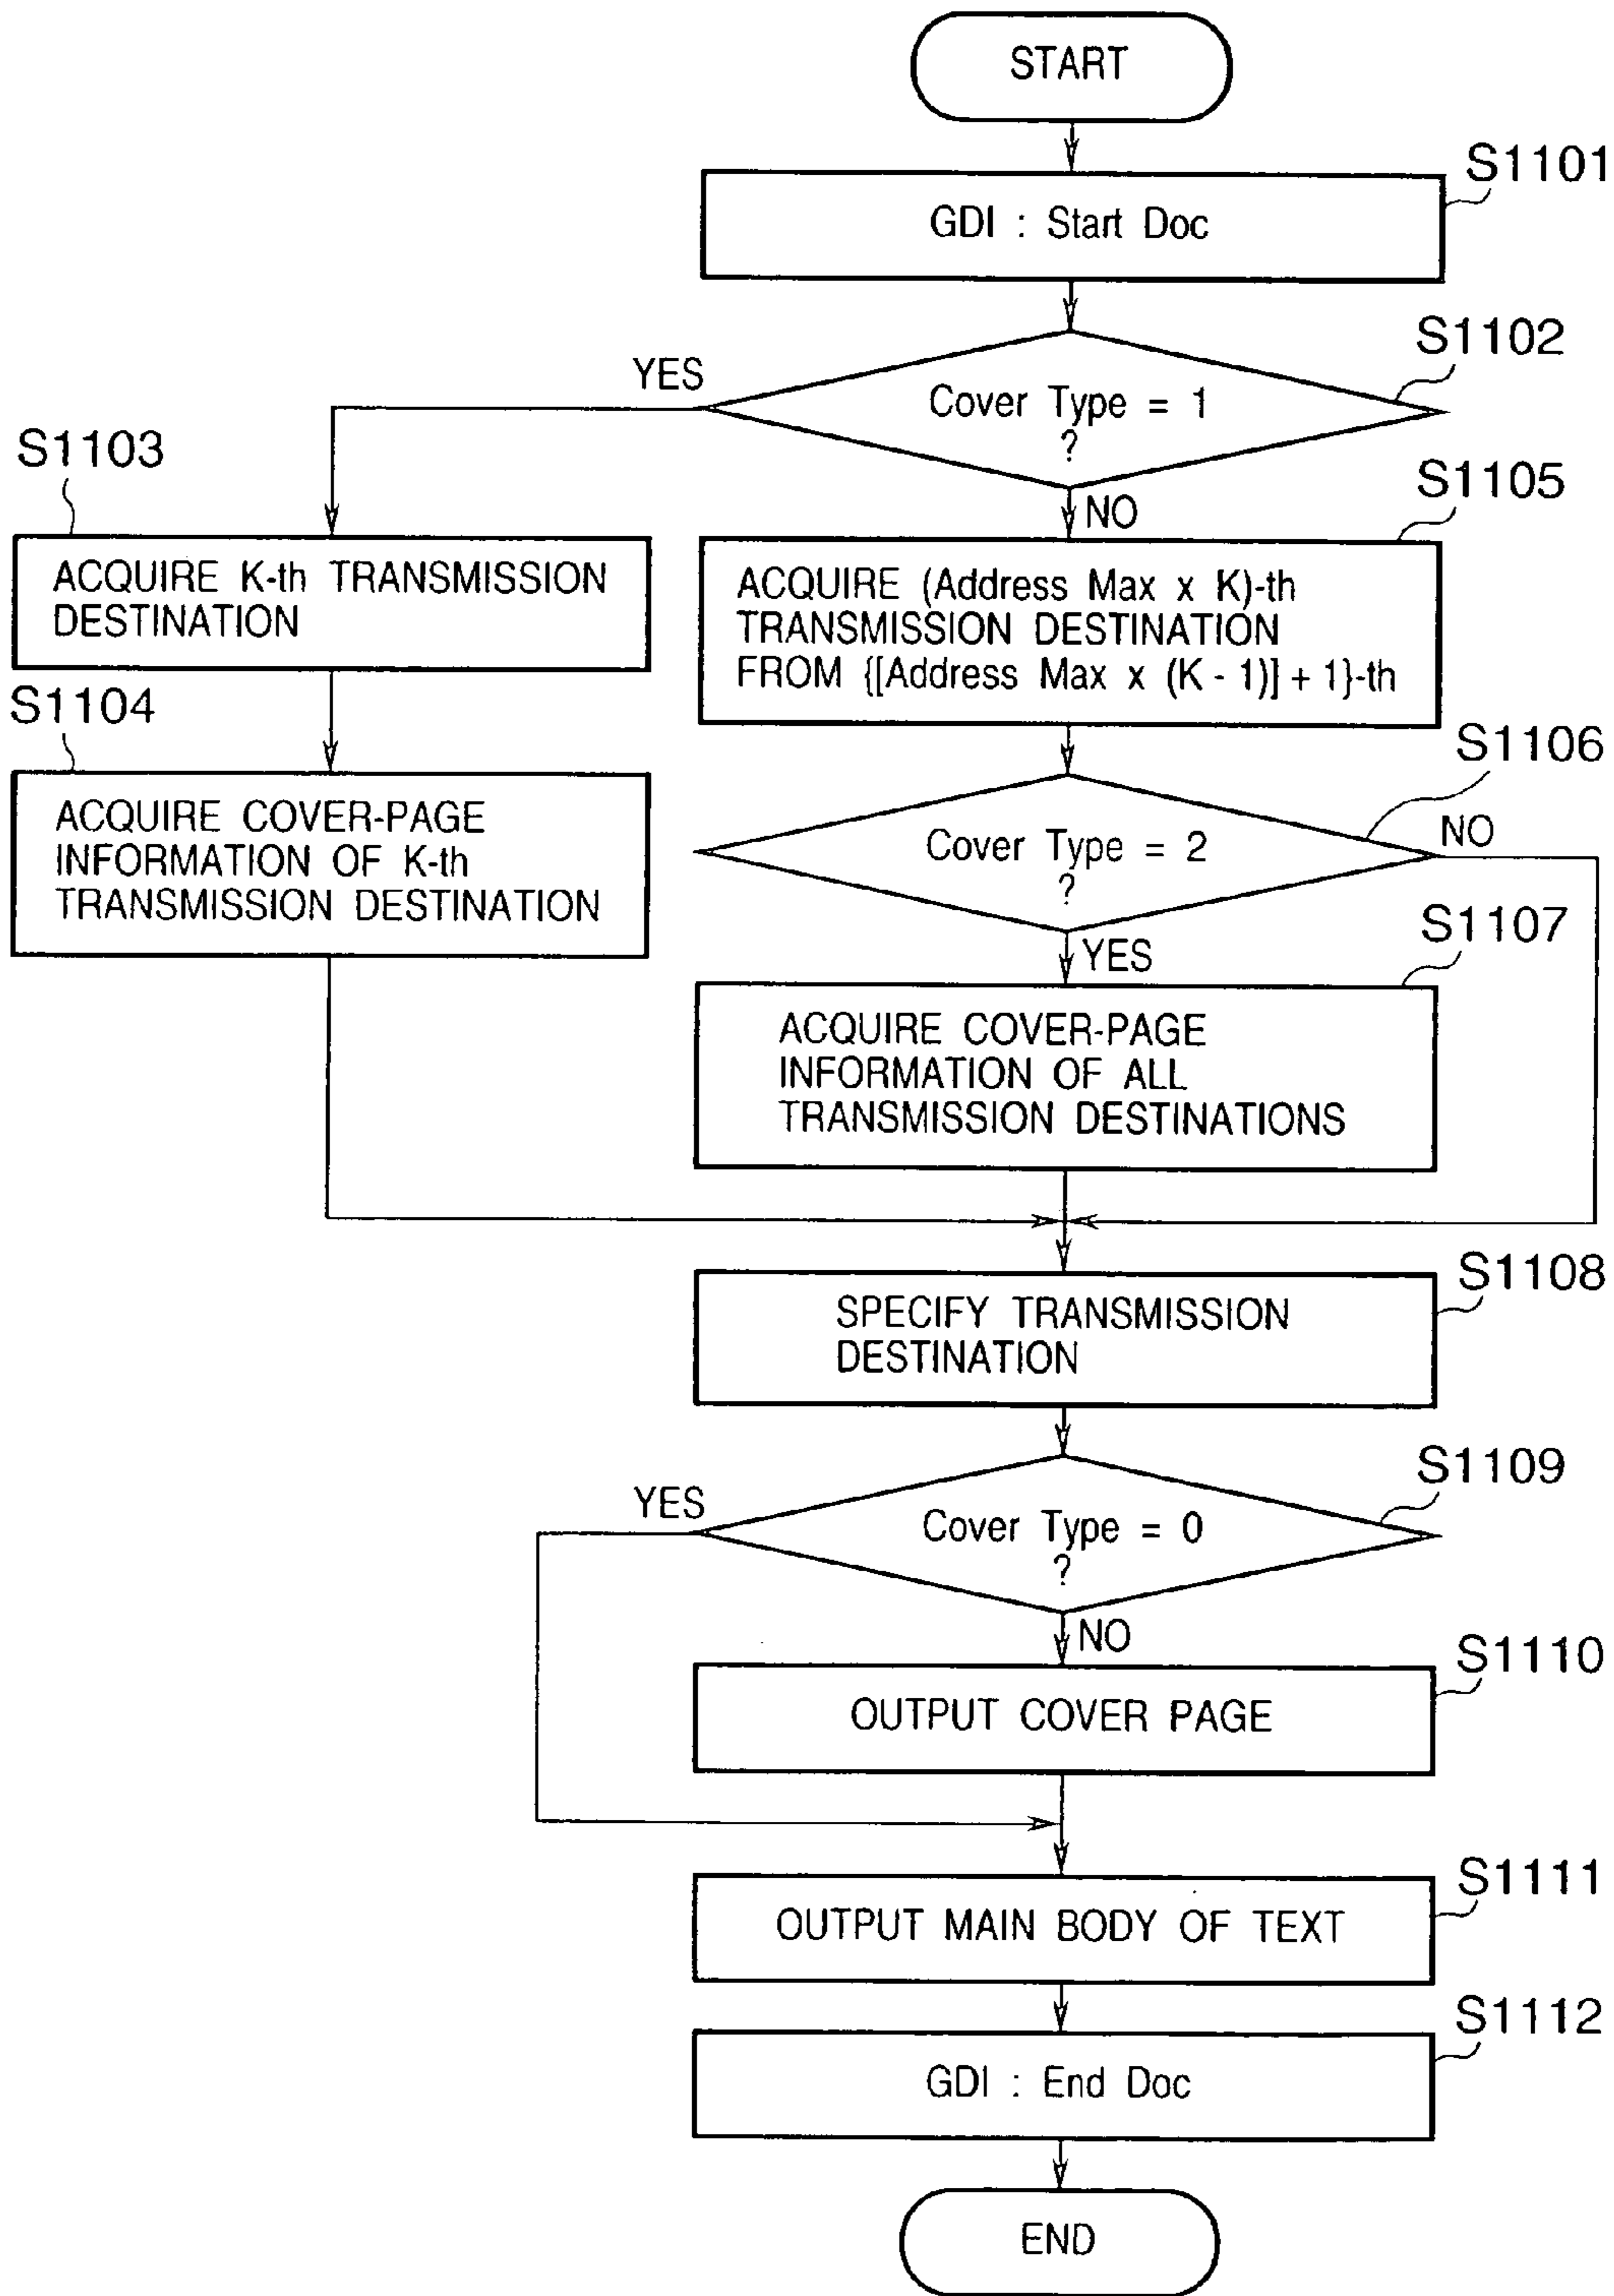 START
S1101
GDI : Start Doc
S1102
YES
Cover Type = 1
?
S1103
NO
S1105
ACQUIRE K-th TRANSMISSION
DESTINATION
ACQUIRE (Address Max x K)-th
TRANSMISSION DESTINATION
FROM {[Address Max x (K - 1)] + 1}-th
S1104
ACQUIRE COVER-PAGE
INFORMATION OF K-th
TRANSMISSION DESTINATION
S1106
Cover Type = 2
?
NO
YES
S1107
ACQUIRE COVER-PAGE
INFORMATION OF ALL
TRANSMISSION DESTINATIONS
S1108
SPECIFY TRANSMISSION
DESTINATION
S1109
YES
Cover Type = 0
?
NO
S1110
OUTPUT COVER PAGE
S1111
OUTPUT MAIN BODY OF TEXT
S1112
GDI : End Doc
END